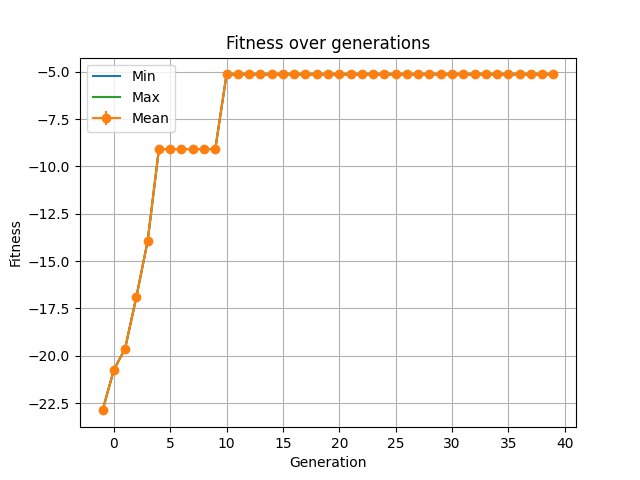 Fitness over generations
Min
Max
Mean
−5.0
−7.5
−10.0
−12.5
−15.0
−17.5
−20.0
−22.5
Fitness
0 5 10 15 20 25 30 35 40
Generation